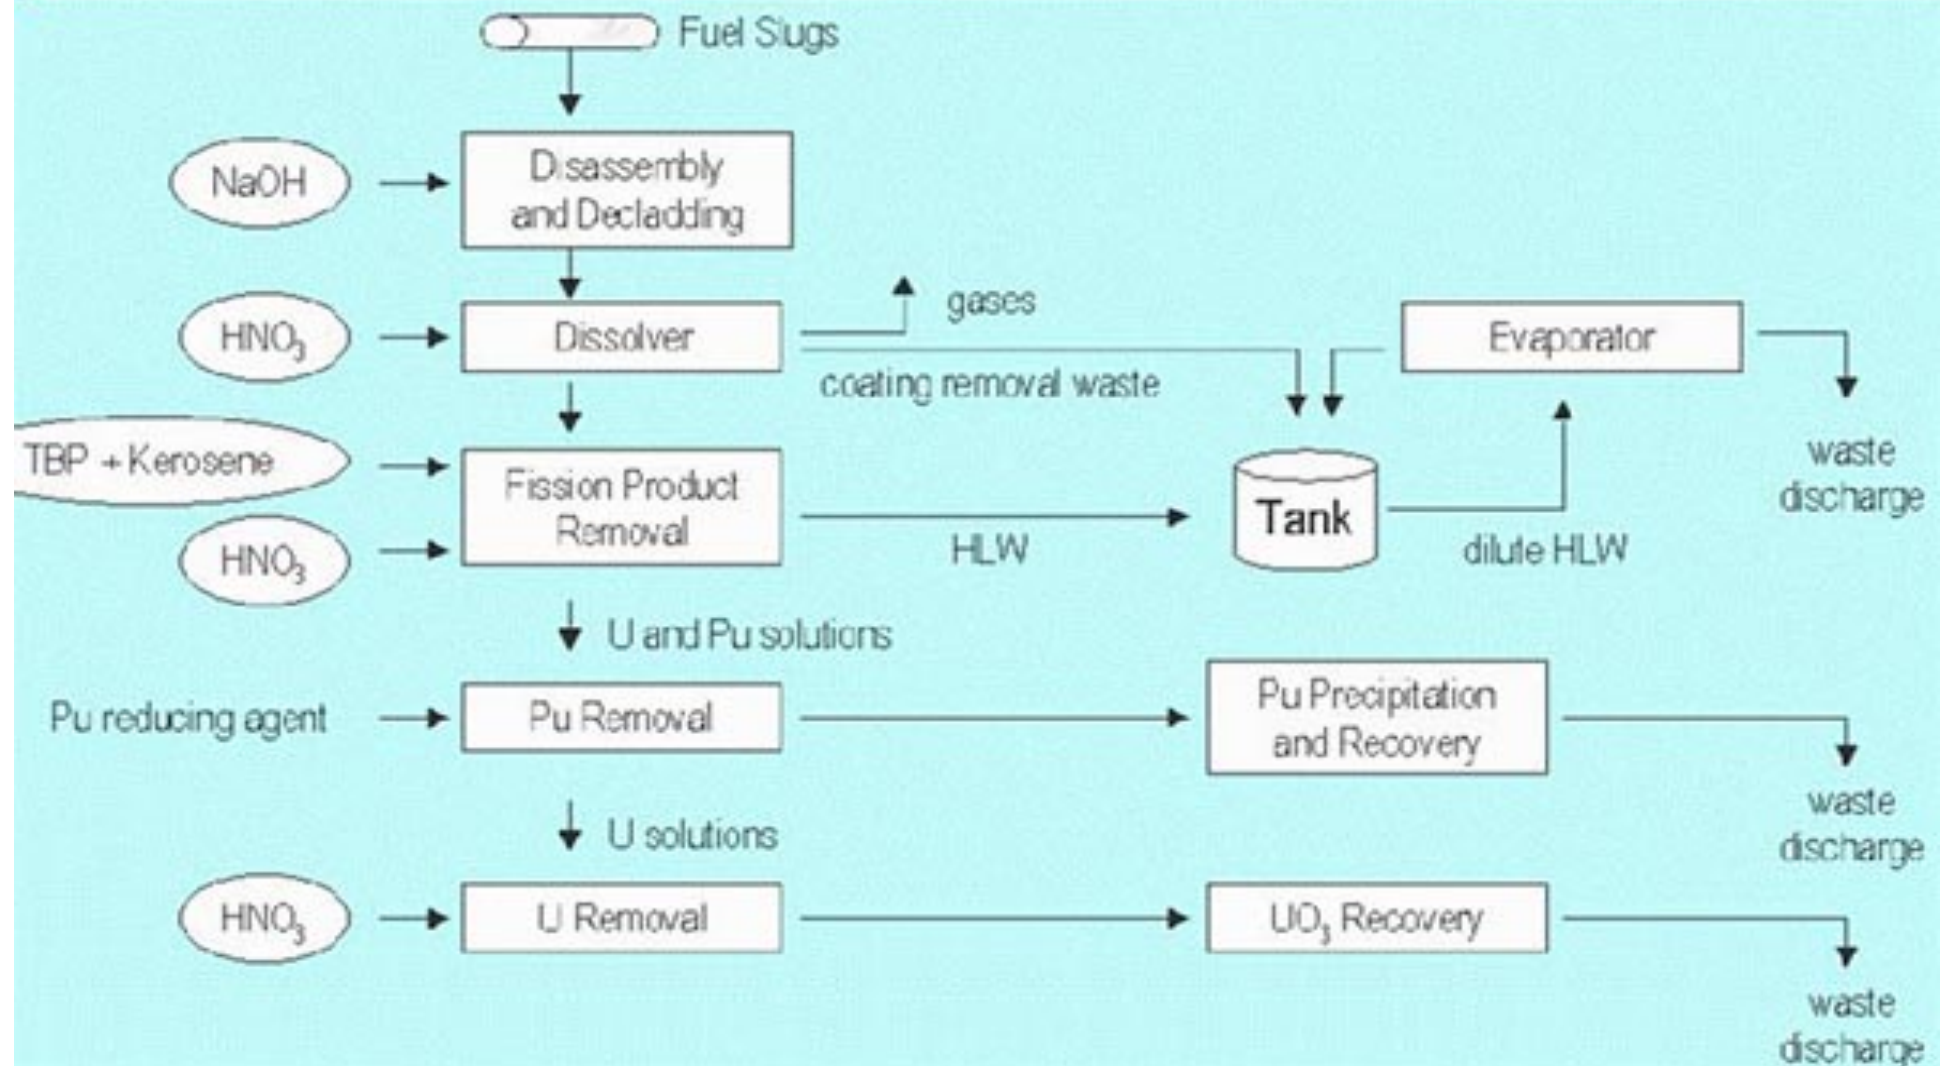 Fuel Slugs
NaOH
Disassembly
and Decladding
HNO₃
Dissolver
gases
coating removal waste
Evaporator
waste
discharge
TBP + Kerosene
HNO₃
Fission Product
Removal
HLW
Tank
dilute HLW
U and Pu solutions
Pu reducing agent
Pu Removal
Pu Precipitation
and Recovery
waste
discharge
U solutions
HNO₃
U Removal
UO₃ Recovery
waste
discharge